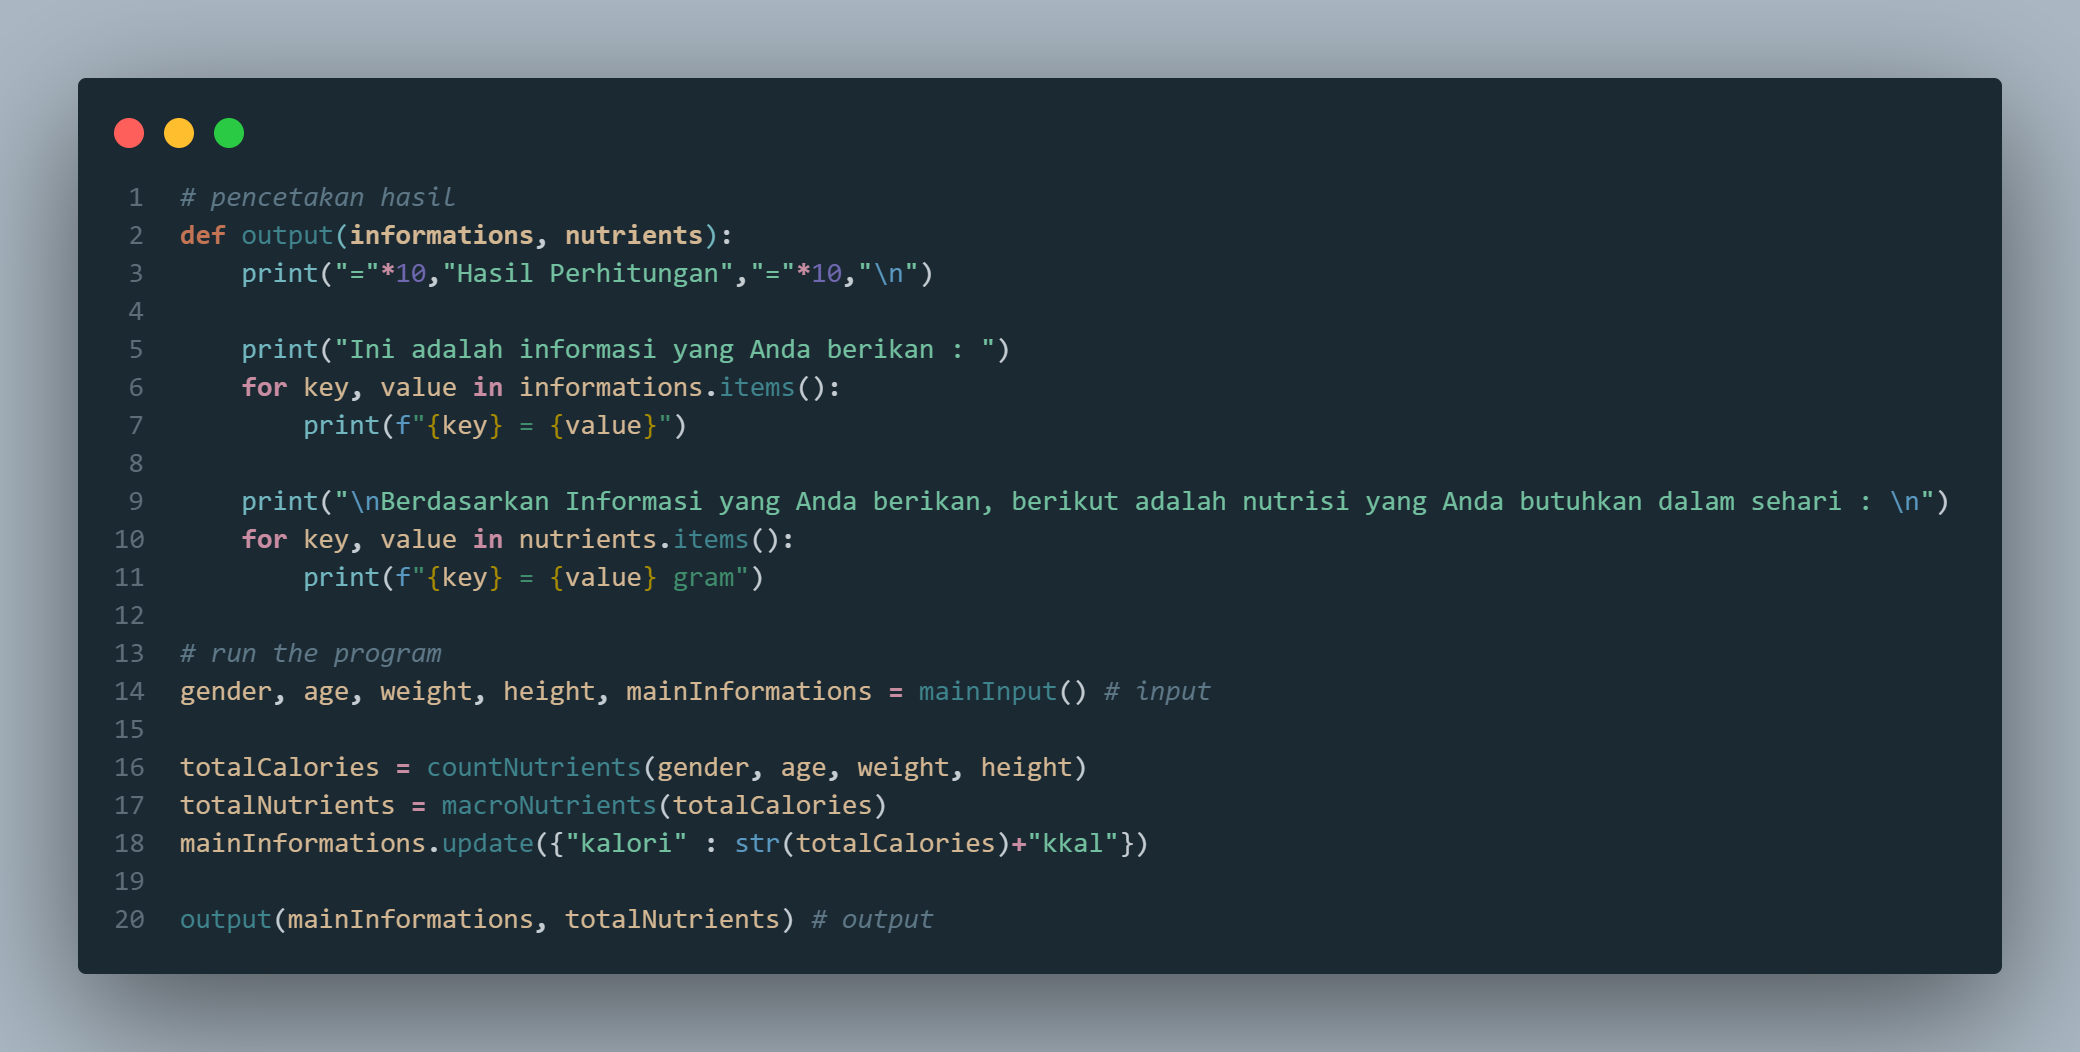 1 # pencetakan hasil
2 def output(informations, nutrients):
3     print("="*10,"Hasil Perhitungan","="*10,"\n")
4
5     print("Ini adalah informasi yang Anda berikan : ")
6     for key, value in informations.items():
7         print(f"{key} = {value}")
8
9     print("\nBerdasarkan Informasi yang Anda berikan, berikut adalah nutrisi yang Anda butuhkan dalam sehari : \n")
10     for key, value in nutrients.items():
11         print(f"{key} = {value} gram")
12
13 # run the program
14 gender, age, weight, height, mainInformations = mainInput() # input
15
16 totalCalories = countNutrients(gender, age, weight, height)
17 totalNutrients = macroNutrients(totalCalories)
18 mainInformations.update({"kalori" : str(totalCalories)+"kkal"})
19
20 output(mainInformations, totalNutrients) # output